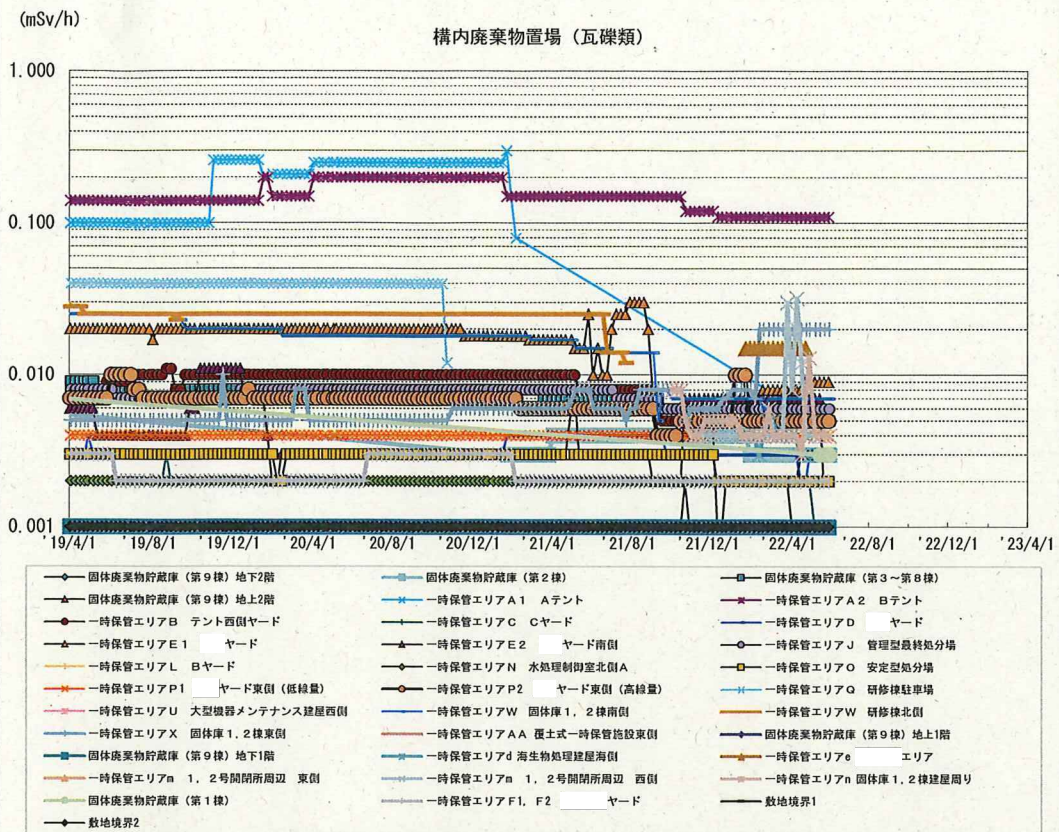 (mSv/h)
構内廃棄物置場（瓦礫類）
1.000
0.100
0.010
0.001
'19/4/1 '19/8/1 '19/12/1 '20/4/1 '20/8/1 '20/12/1 '21/4/1 '21/8/1 '21/12/1 '22/4/1 '22/8/1 '22/12/1 '23/4/1
固体廃棄物貯蔵庫（第9棟）地下2階 固体廃棄物貯蔵庫（第2棟） 固体廃棄物貯蔵庫（第3～第8棟）
固体廃棄物貯蔵庫（第9棟）地上2階 一時保管エリアA1 Aテント 一時保管エリアA2 Bテント
一時保管エリアB テント西側ヤード 一時保管エリアC Cヤード 一時保管エリアD ヤード
一時保管エリアE1 ヤード 一時保管エリアE2 ヤード南側 一時保管エリアJ 管理型最終処分場
一時保管エリアL Bヤード 一時保管エリアN 水処理制御室北側A 一時保管エリアO 安定型処分場
一時保管エリアP1 ヤード東側（低線量） 一時保管エリアP2 ヤード東側（高線量） 一時保管エリアQ 研修棟駐車場
一時保管エリアU 大型機器メンテナンス建屋西側 一時保管エリアW 固体庫1,2棟南側 一時保管エリアW 研修棟北側
一時保管エリアX 固体庫1,2棟東側 一時保管エリアAA 覆土式一時保管施設東側 固体廃棄物貯蔵庫（第9棟）地上1階
固体廃棄物貯蔵庫（第9棟）地下1階 一時保管エリアd 海生物処理建屋海側 一時保管エリアe エリア
一時保管エリアm 1,2号開閉所周辺 東側 一時保管エリアm 1,2号開閉所周辺 西側 一時保管エリアn 固体庫1,2棟建屋周り
固体廃棄物貯蔵庫（第1棟） 一時保管エリアF1,F2 ヤード 敷地境界1
敷地境界2